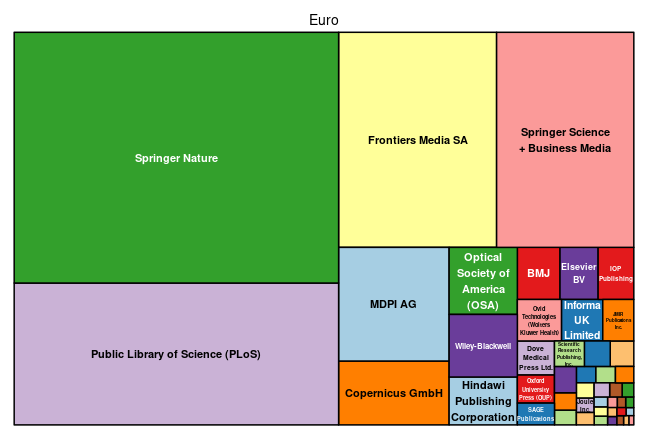 Euro
Springer Nature
Frontiers Media SA
Springer Science
+ Business Media
Public Library of Science (PLoS)
MDPI AG
Copernicus GmbH
Optical
Society of
America
(OSA)
Wiley-Blackwell
Hindawi
Publishing
Corporation
BMJ
Elsevier
BV
IOP
Publishing
Ovid
Technologies
(Wolters
Kluwer Health)
Informa
UK
Limited
JMIR
Publications
Inc.
Dove
Medical
Press Ltd.
Scientific
Research
Publishing,
Inc.
Oxford
University
Press (OUP)
SAGE
Publications
Joule
Inc.